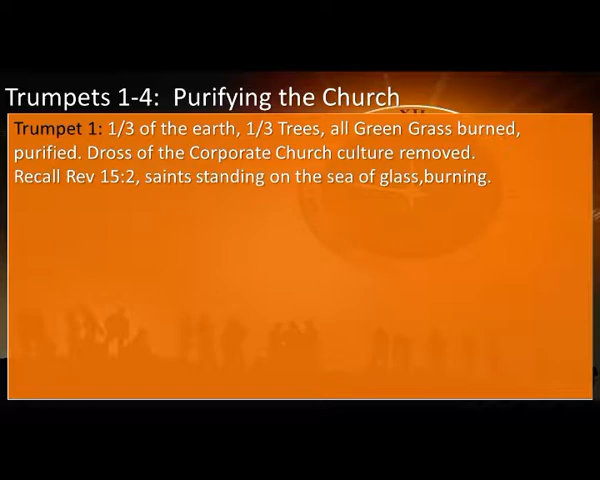 Trumpets 1-4:  Purifying the Church
Trumpet 1: 1/3 of the earth, 1/3 Trees, all Green Grass burned,
purified. Dross of the Corporate Church culture removed.
Recall Rev 15:2, saints standing on the sea of glass,burning.
XII